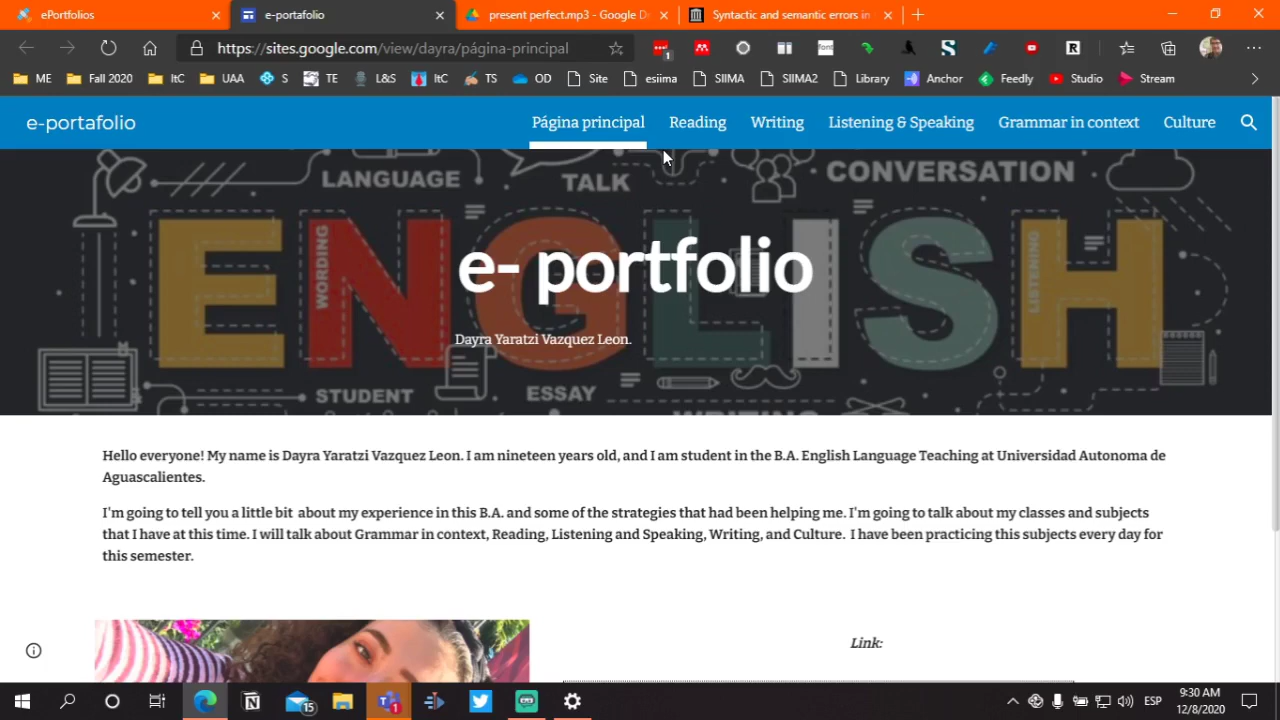 ePortfolios
e-portafolio
present perfect.mp3 - Google D
Syntactic and semantic errors in
https://sites.google.com/view/dayra/página-principal
1
font
R
ME
Fall 2020
ItC
UAA
S
TE
L&S
ItC
TS
OD
Site
esiima
SIIMA
SIIMA2
Library
Anchor
Feedly
Studio
Stream
e-portafolio
Página principal
Reading
Writing
Listening & Speaking
Grammar in context
Culture
LANGUAGE
TALK
CONVERSATION
ENGLISH
WORDING
LISTENING
e- portfolio
Dayra Yaratzi Vazquez Leon.
STUDENT
ESSAY
WRITING
Hello everyone! My name is Dayra Yaratzi Vazquez Leon. I am nineteen years old, and I am student in the B.A. English Language Teaching at Universidad Autonoma de
Aguascalientes.
I'm going to tell you a little bit about my experience in this B.A. and some of the strategies that had been helping me. I'm going to talk about my classes and subjects
that I have at this time. I will talk about Grammar in context, Reading, Listening and Speaking, Writing, and Culture. I have been practicing this subjects every day for
this semester.
Link:
15
1
ESP
9:30 AM
12/8/2020